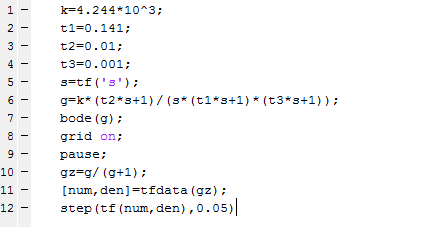 1 - k=4.244*10^3;
2 - t1=0.141;
3 - t2=0.01;
4 - t3=0.001;
5 - s=tf('s');
6 - g=k*(t2*s+1)/(s*(t1*s+1)*(t3*s+1));
7 - bode(g);
8 - grid on;
9 - pause;
10 - gz=g/(g+1);
11 - [num,den]=tfdata(gz);
12 - step(tf(num,den),0.05)